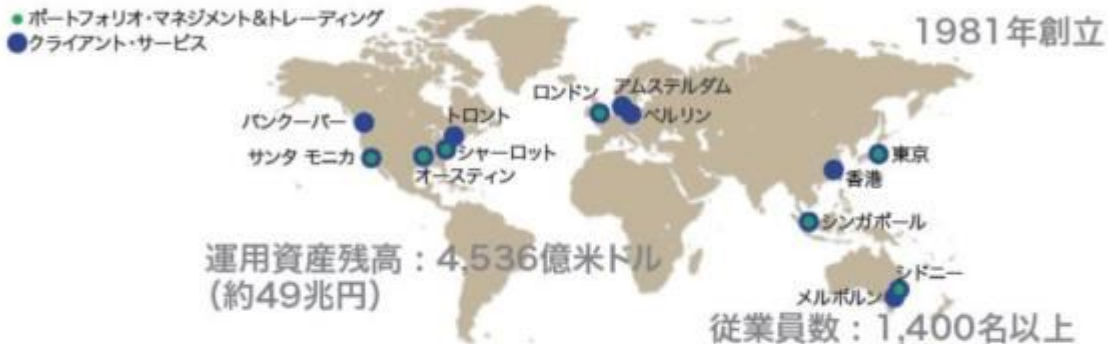 ポートフォリオ・マネジメント&トレーディング
クライアント・サービス
1981年創立
ロンドン
アムステルダム
ベルリン
バンクーバー
トロント
サンタ モニカ
シャーロット
オースティン
東京
香港
シンガポール
運用資産残高：4,536億米ドル
（約49兆円）
シドニー
メルボルン
従業員数：1,400名以上